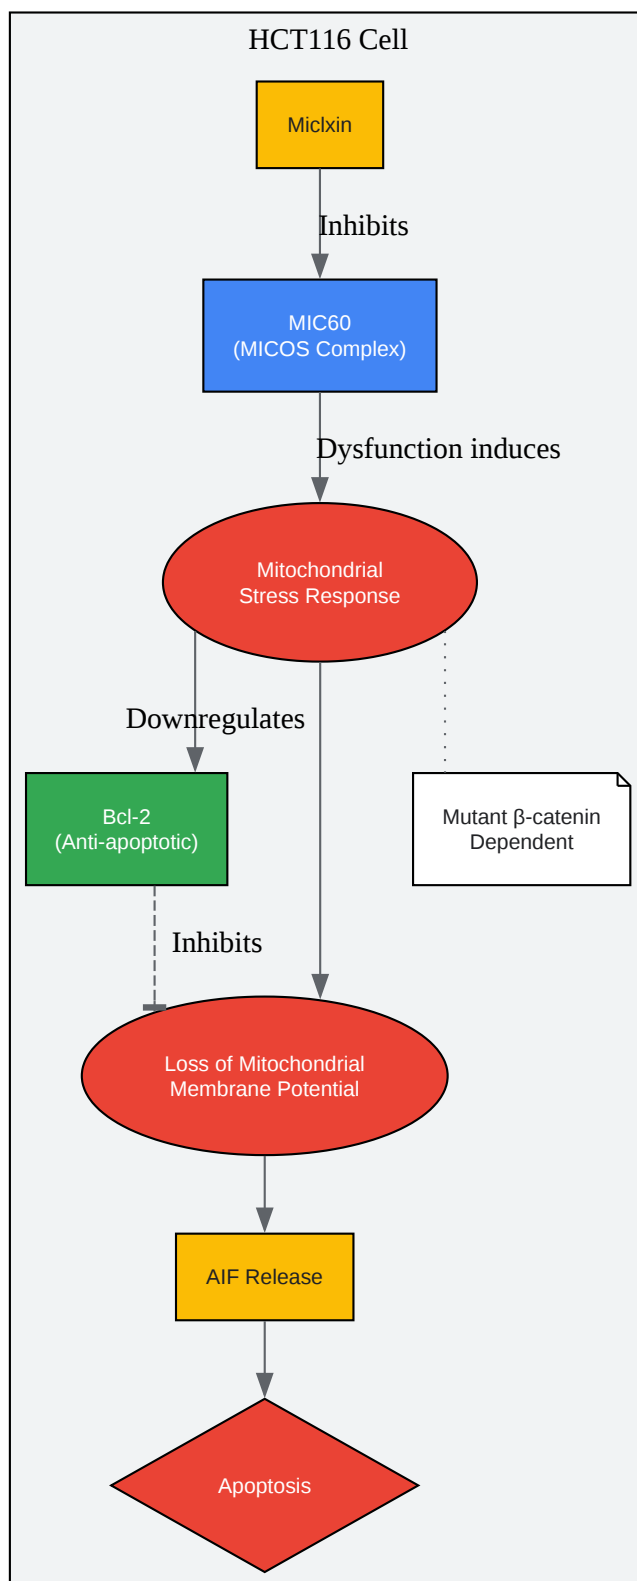 HCT116 Cell
Miclxin
Inhibits
MIC60
(MICOS Complex)
Dysfunction induces
Mitochondrial
Stress Response
Downregulates
Bcl-2
(Anti-apoptotic)
Mutant β-catenin
Dependent
Inhibits
Loss of Mitochondrial
Membrane Potential
AIF Release
Apoptosis